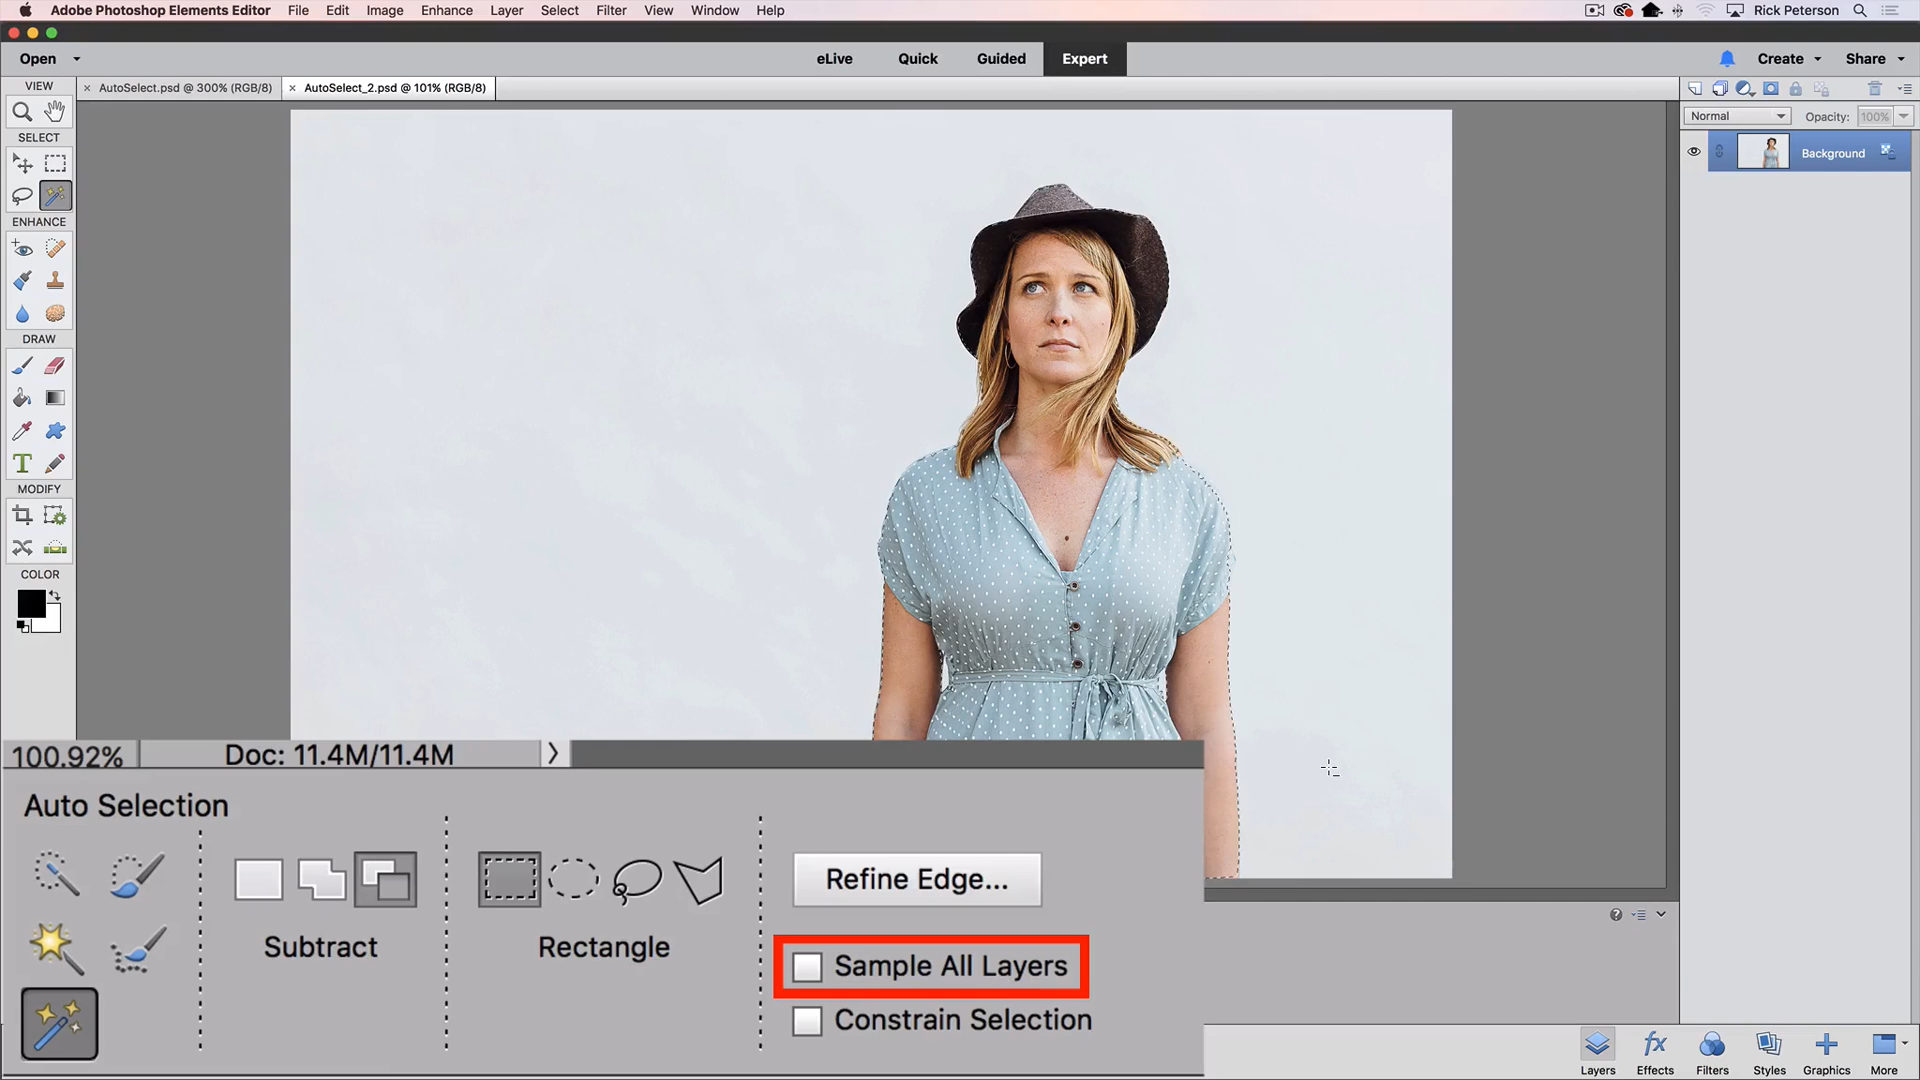 Adobe Photoshop Elements Editor File Edit Image Enhance Layer Select Filter View Window Help Rick Peterson
Open eLive Quick Guided Expert Create Share
VIEW
× AutoSelect.psd @ 300% (RGB/8) × AutoSelect_2.psd @ 101% (RGB/8)
Normal Opacity: 100%
SELECT
Background
ENHANCE
DRAW
T
MODIFY
COLOR
100.92% Doc: 11.4M/11.4M
Auto Selection
Refine Edge...
Subtract Rectangle
Sample All Layers
Constrain Selection
fx
Layers Effects Filters Styles Graphics More